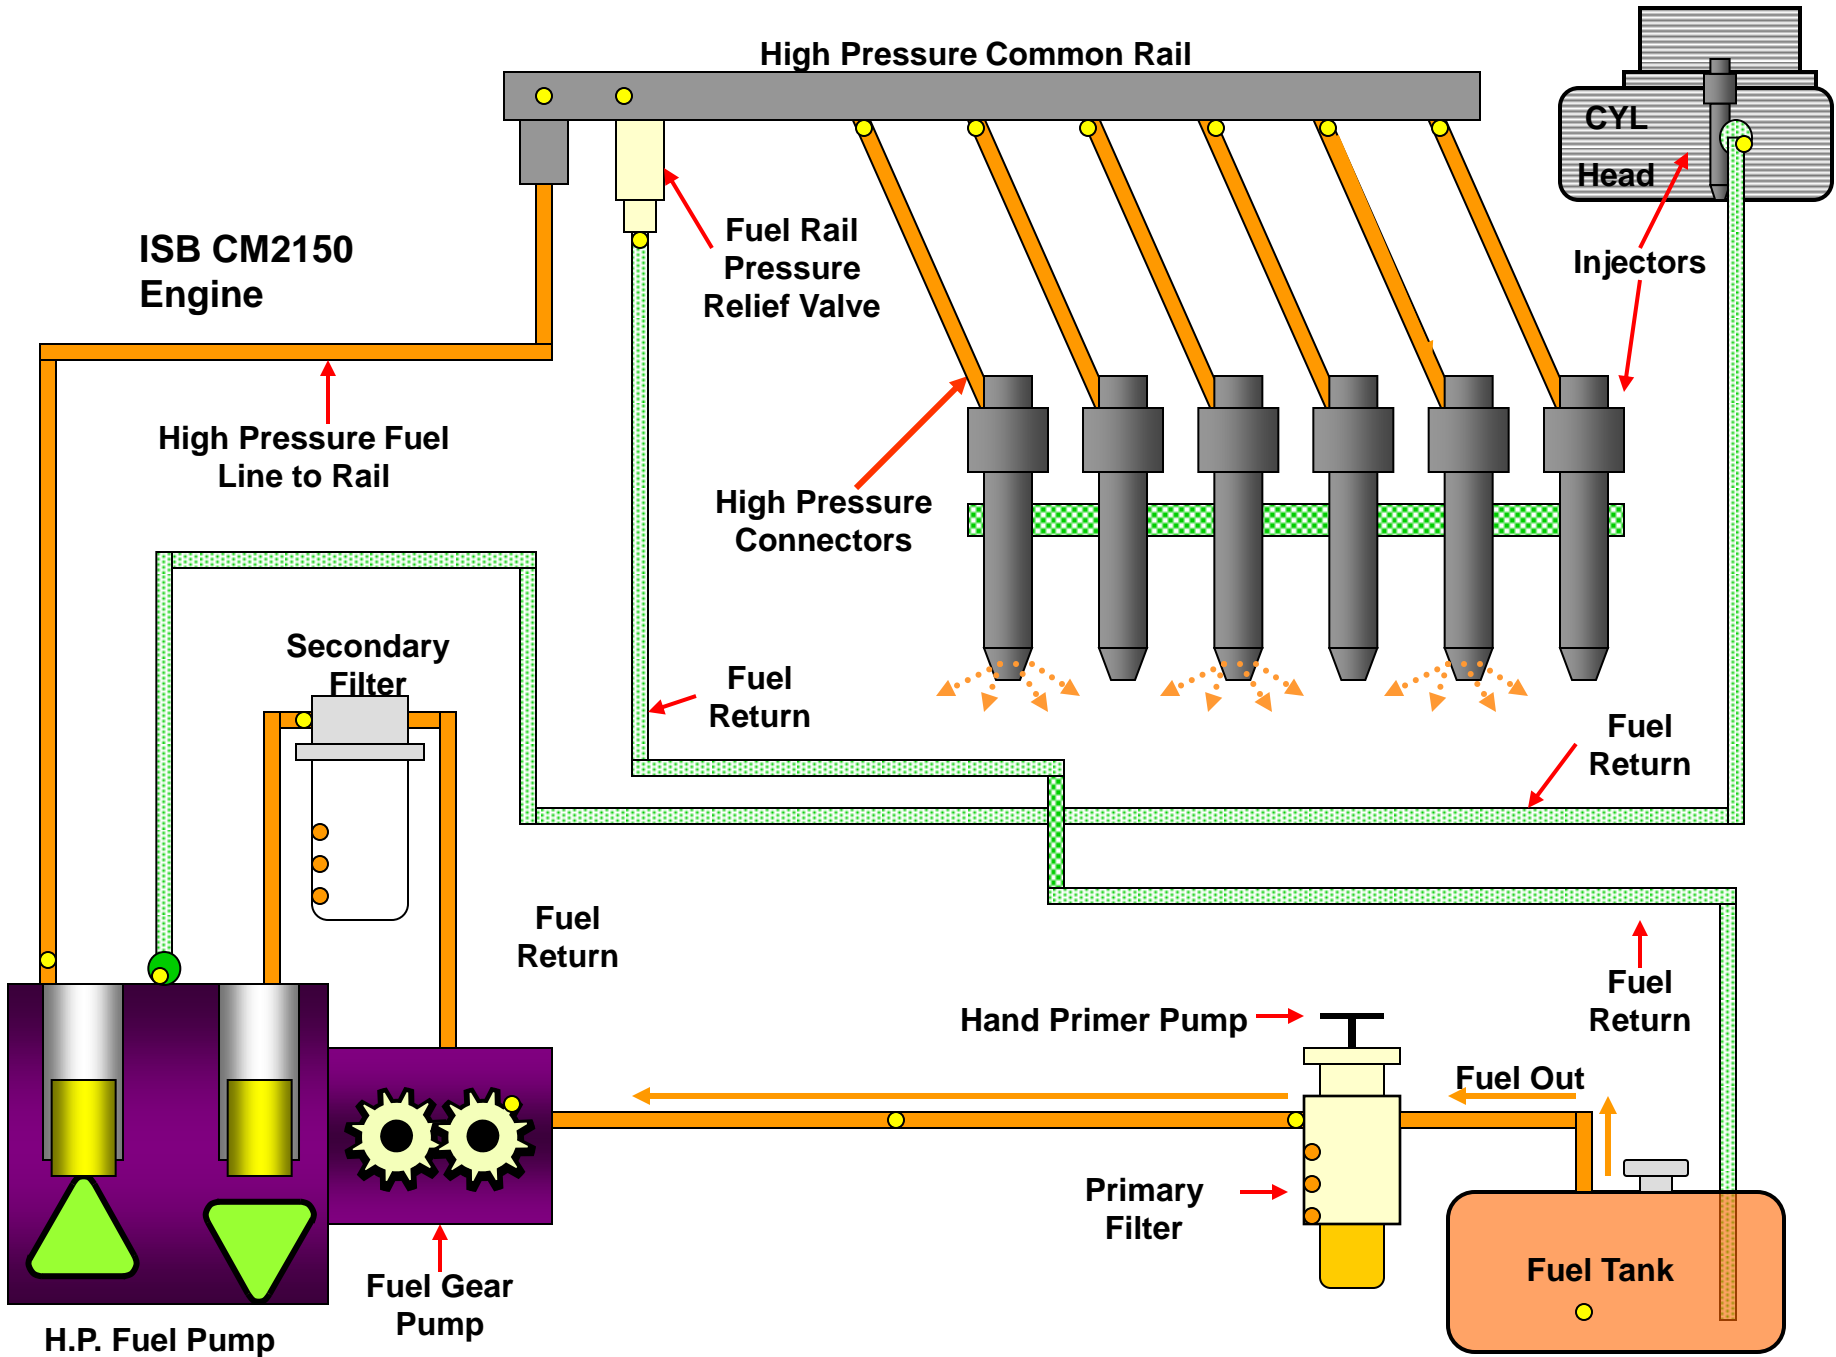 High Pressure Common Rail
CYL
Head
Injectors
Fuel Rail
Pressure
Relief Valve
ISB CM2150
Engine
High Pressure Fuel
Line to Rail
High Pressure
Connectors
Secondary
Filter
Fuel
Return
Fuel
Return
Fuel
Return
Fuel
Return
Hand Primer Pump
Fuel Out
Primary
Filter
Fuel Tank
Fuel Gear
Pump
H.P. Fuel Pump